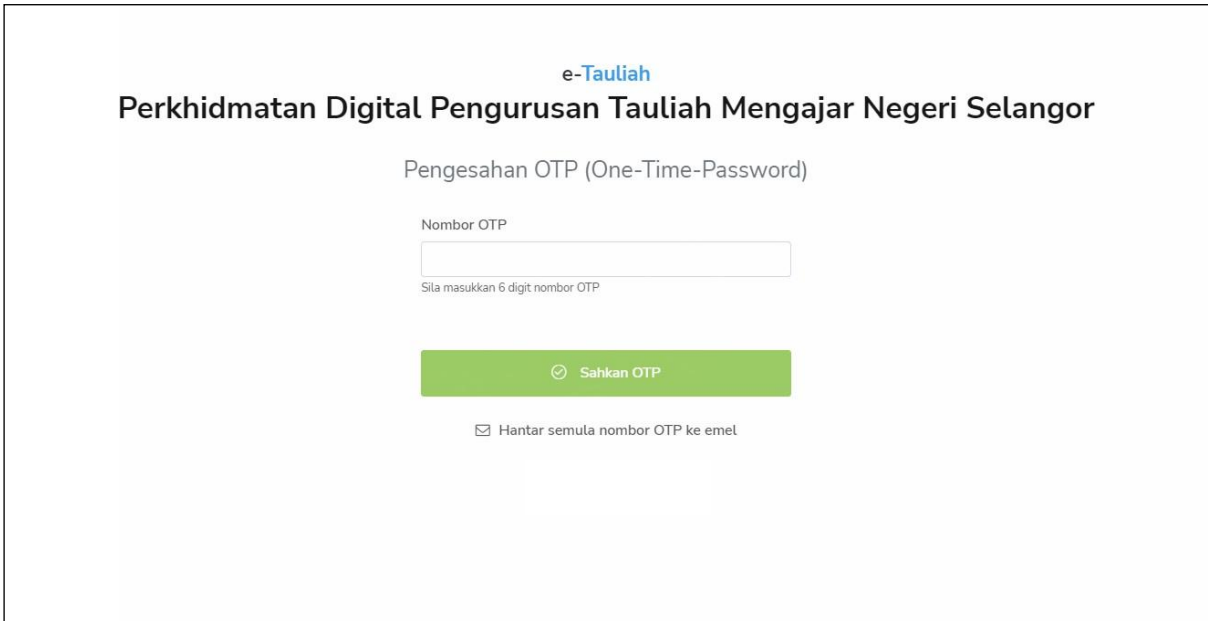 e-Tauliah
Perkhidmatan Digital Pengurusan Tauliah Mengajar Negeri Selangor
Pengesahan OTP (One-Time-Password)
Nombor OTP
Sila masukkan 6 digit nombor OTP
Sahkan OTP
Hantar semula nombor OTP ke emel